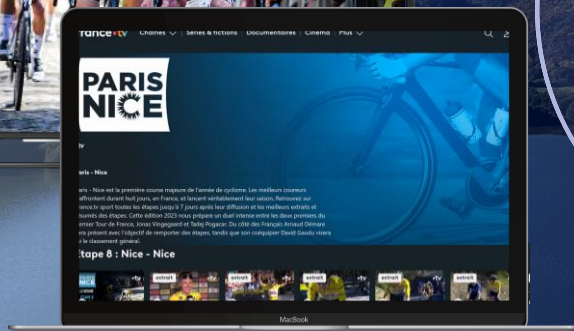 france•tv Chaînes Séries & fictions Documentaires Cinéma Plus
PARIS
NICE
tv
aris - Nice
aris - Nice est la première course majeure de l'année de cyclisme. Les meilleurs coureurs
affrontent durant huit jours, en France, et lancent véritablement leur saison. Retrouvez sur
rance.tv sport toutes les étapes jusqu'à 7 jours après leur diffusion et les meilleurs extraits et
ésumés des étapes. Cette édition 2023 nous prépare un duel intense entre les deux premiers du
ernier Tour de France, Jonas Vingegaard et Tadej Pogacar. Du côté des Français Arnaud Démare
era présent avec l'objectif de remporter des étapes, tandis que son coéquipier David Gaudu visera
le classement général.
tape 8 : Nice - Nice
extrait extrait extrait extrait extrait
MacBook